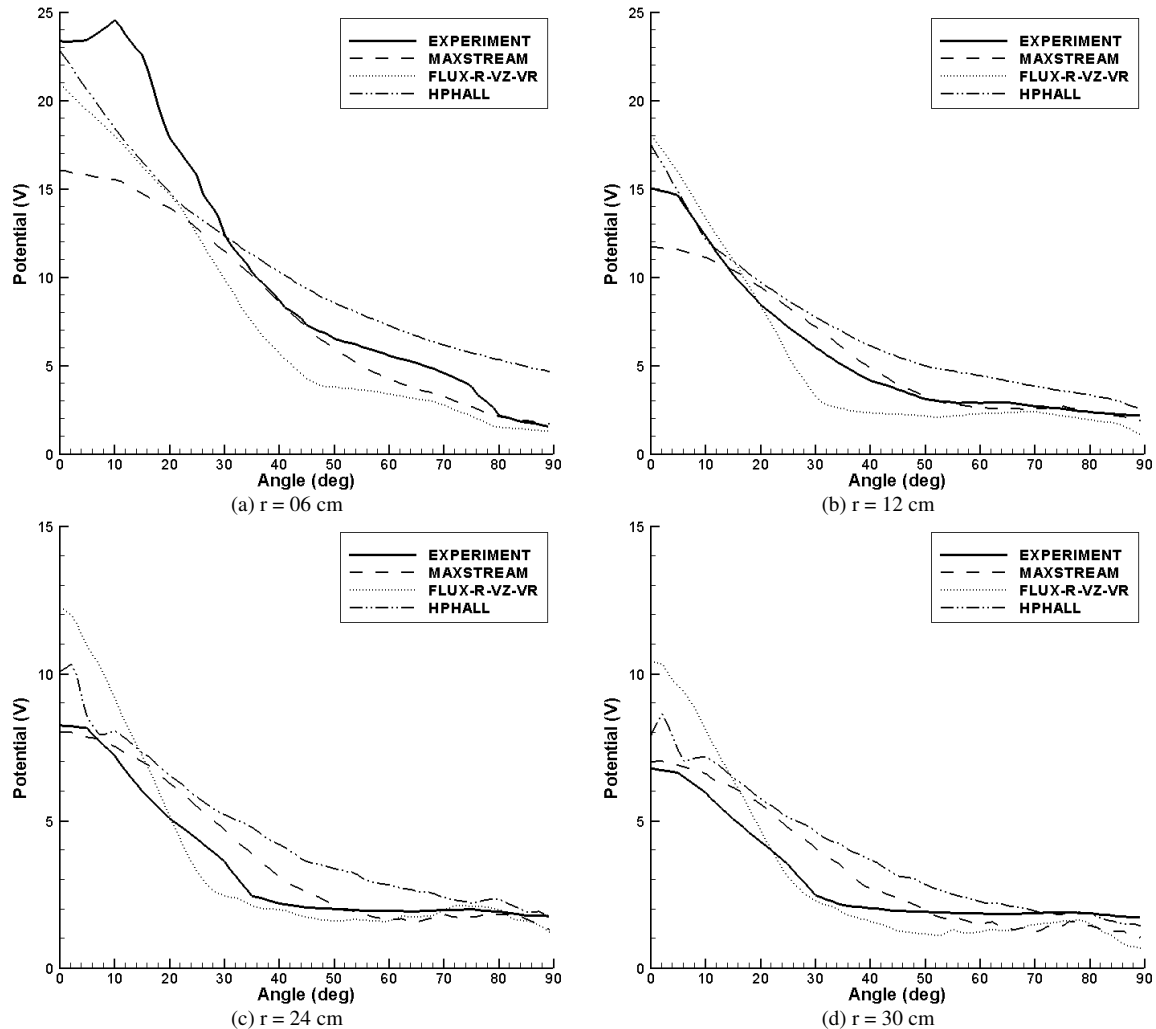 25
20
15
10
5
0
Potential (V)
EXPERIMENT
MAXSTREAM
FLUX-R-VZ-VR
HPHALL
0 10 20 30 40 50 60 70 80 90
Angle (deg)
(a) r = 06 cm
25
20
15
10
5
0
Potential (V)
EXPERIMENT
MAXSTREAM
FLUX-R-VZ-VR
HPHALL
0 10 20 30 40 50 60 70 80 90
Angle (deg)
(b) r = 12 cm
15
10
5
0
Potential (V)
EXPERIMENT
MAXSTREAM
FLUX-R-VZ-VR
HPHALL
0 10 20 30 40 50 60 70 80 90
Angle (deg)
(c) r = 24 cm
15
10
5
0
Potential (V)
EXPERIMENT
MAXSTREAM
FLUX-R-VZ-VR
HPHALL
0 10 20 30 40 50 60 70 80 90
Angle (deg)
(d) r = 30 cm